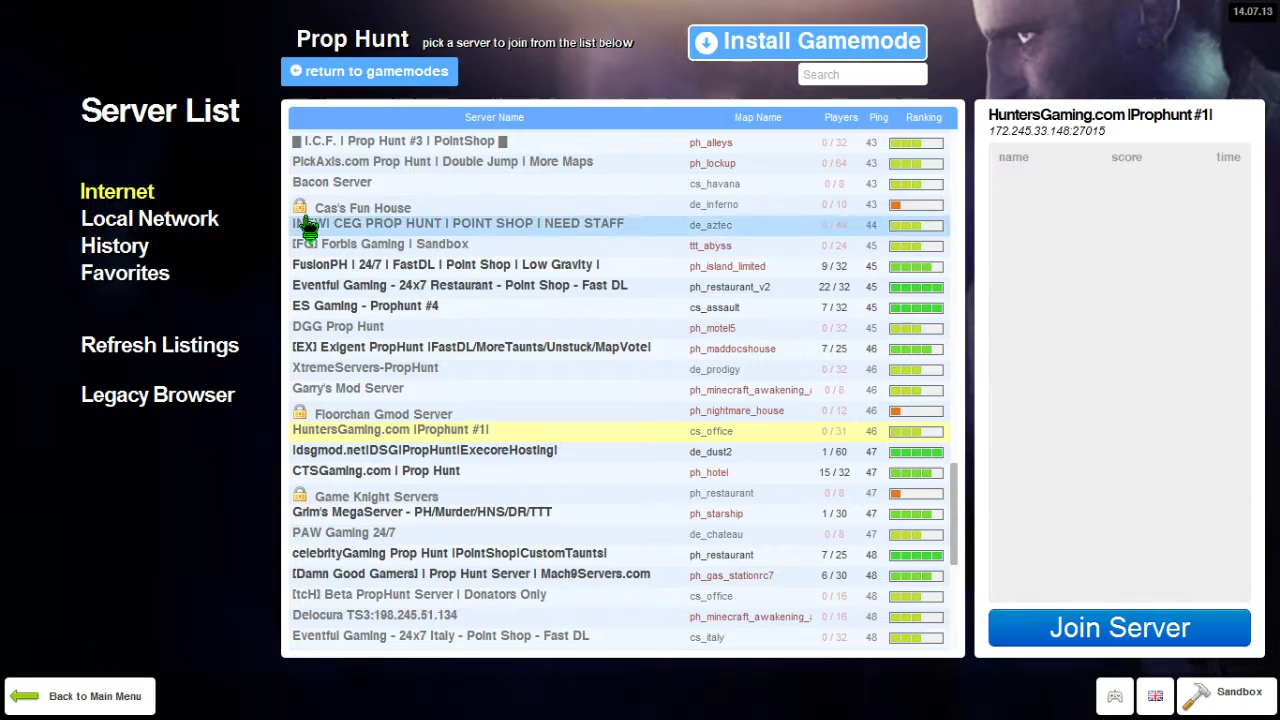 14.07.13
Prop Hunt pick a server to join from the list below
Install Gamemode
return to gamemodes
Search
Server List
Internet
Local Network
History
Favorites
Refresh Listings
Legacy Browser
Server Name Map Name Players Ping Ranking
I.C.F. | Prop Hunt #3 | PointShop ph_alleys 0 / 32 43
PickAxis.com Prop Hunt | Double Jump | More Maps ph_lockup 0 / 64 43
Bacon Server cs_havana 0 / 8 43
Cas's Fun House de_inferno 0 / 10 43
CEG PROP HUNT | POINT SHOP | NEED STAFF de_aztec 44
[FG] Forbis Gaming | Sandbox ttt_abyss 0 / 24 45
FusionPH | 24/7 | FastDL | Point Shop | Low Gravity | ph_island_limited 9 / 32 45
Eventful Gaming - 24x7 Restaurant - Point Shop - Fast DL ph_restaurant_v2 22 / 32 45
ES Gaming - Prophunt #4 cs_assault 7 / 32 45
DGG Prop Hunt ph_motel5 0 / 32 45
[EX] Exigent PropHunt |FastDL/MoreTaunts/Unstuck/MapVote| ph_maddocshouse 7 / 25 46
XtremeServers-PropHunt de_prodigy 0 / 32 46
Garry's Mod Server ph_minecraft_awakening_ 0 / 8 46
Floorchan Gmod Server ph_nightmare_house 0 / 12 46
HuntersGaming.com |Prophunt #1| cs_office 0 / 31 46
|dsgmod.net|DSG|PropHunt|ExecoreHosting| de_dust2 1 / 60 47
CTSGaming.com | Prop Hunt ph_hotel 15 / 32 47
Game Knight Servers ph_restaurant 0 / 8 47
Grim's MegaServer - PH/Murder/HNS/DR/TTT ph_starship 1 / 30 47
PAW Gaming 24/7 de_chateau 0 / 8 47
celebrityGaming Prop Hunt |PointShop|CustomTaunts| ph_restaurant 7 / 25 48
[Damn Good Gamers] | Prop Hunt Server | Mach9Servers.com ph_gas_stationrc7 6 / 30 48
[tcH] Beta PropHunt Server | Donators Only cs_office 0 / 16 48
Delocura TS3:198.245.51.134 ph_minecraft_awakening_ 0 / 16 48
Eventful Gaming - 24x7 Italy - Point Shop - Fast DL cs_italy 0 / 32 48
HuntersGaming.com |Prophunt #1|
172.245.33.148:27015
name score time
Join Server
Back to Main Menu
Sandbox